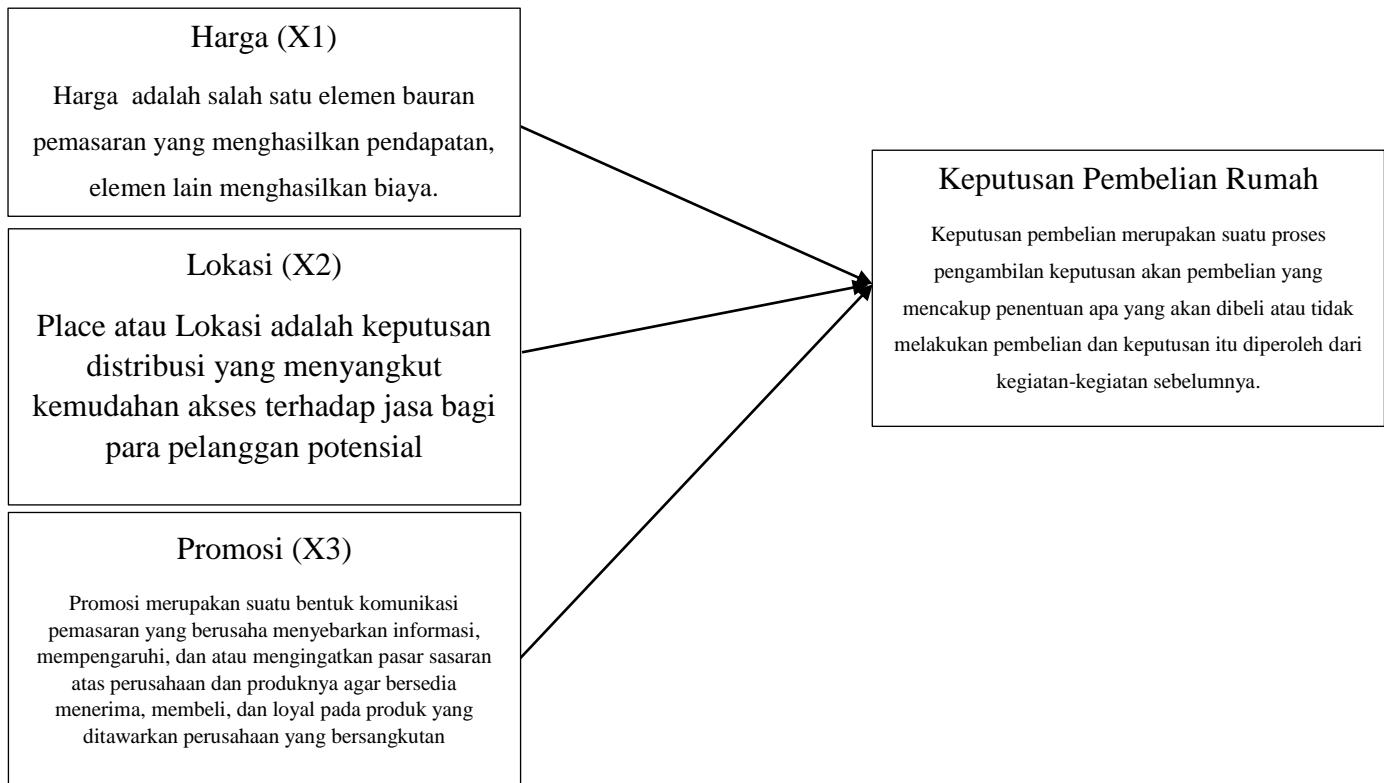 Harga (X1)
Harga adalah salah satu elemen bauran
pemasaran yang menghasilkan pendapatan,
elemen lain menghasilkan biaya.
Lokasi (X2)
Place atau Lokasi adalah keputusan
distribusi yang menyangkut
kemudahan akses terhadap jasa bagi
para pelanggan potensial
Promosi (X3)
Promosi merupakan suatu bentuk komunikasi
pemasaran yang berusaha menyebarkan informasi,
mempengaruhi, dan atau mengingatkan pasar sasaran
atas perusahaan dan produknya agar bersedia
menerima, membeli, dan loyal pada produk yang
ditawarkan perusahaan yang bersangkutan
Keputusan Pembelian Rumah
Keputusan pembelian merupakan suatu proses
pengambilan keputusan akan pembelian yang
mencakup penentuan apa yang akan dibeli atau tidak
melakukan pembelian dan keputusan itu diperoleh dari
kegiatan-kegiatan sebelumnya.